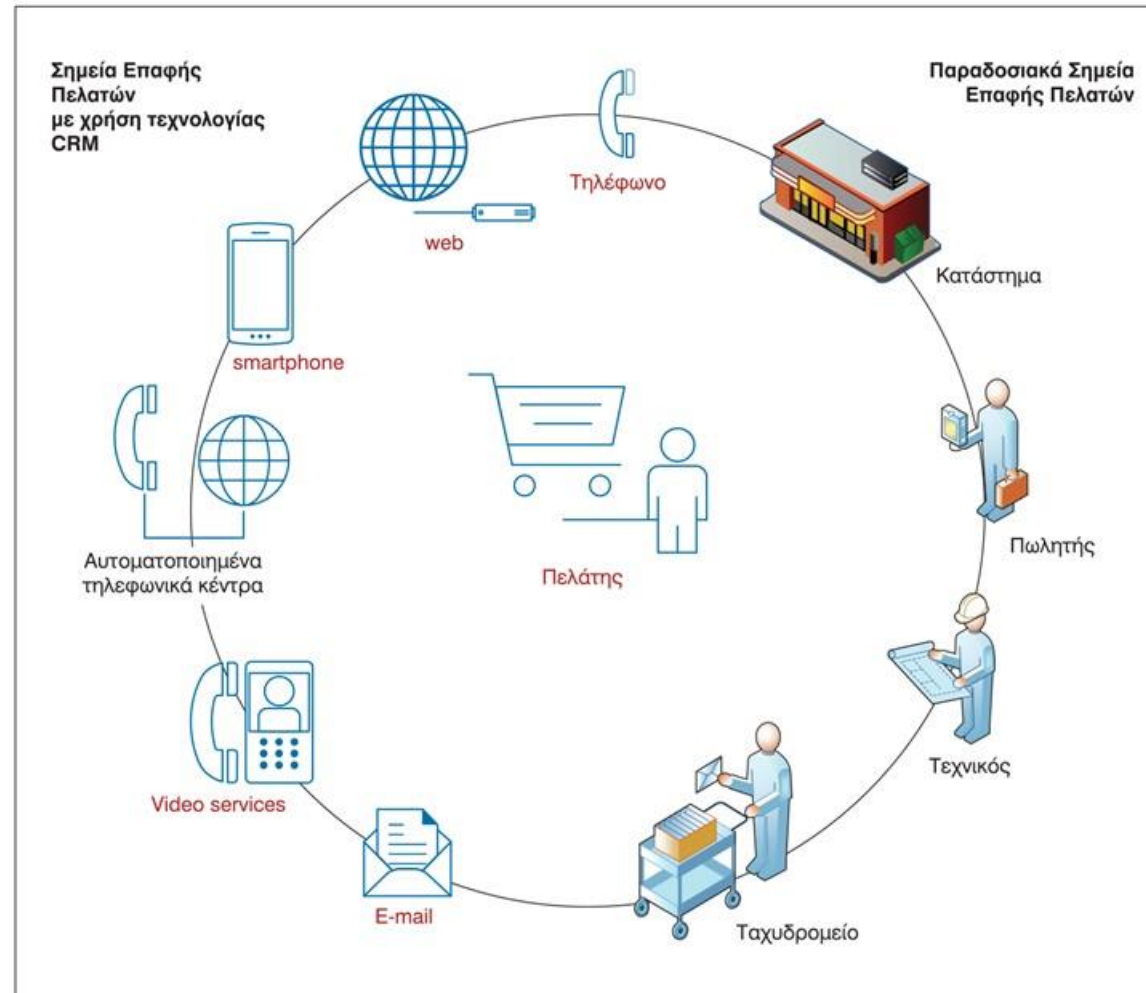 Σημεία Επαφής
Πελατών
με χρήση τεχνολογίας
CRM
Παραδοσιακά Σημεία
Επαφής Πελατών
Τηλέφωνο
web
Κατάστημα
smartphone
Πωλητής
Αυτοματοποιημένα
τηλεφωνικά κέντρα
Πελάτης
Τεχνικός
Video services
E-mail
Ταχυδρομείο